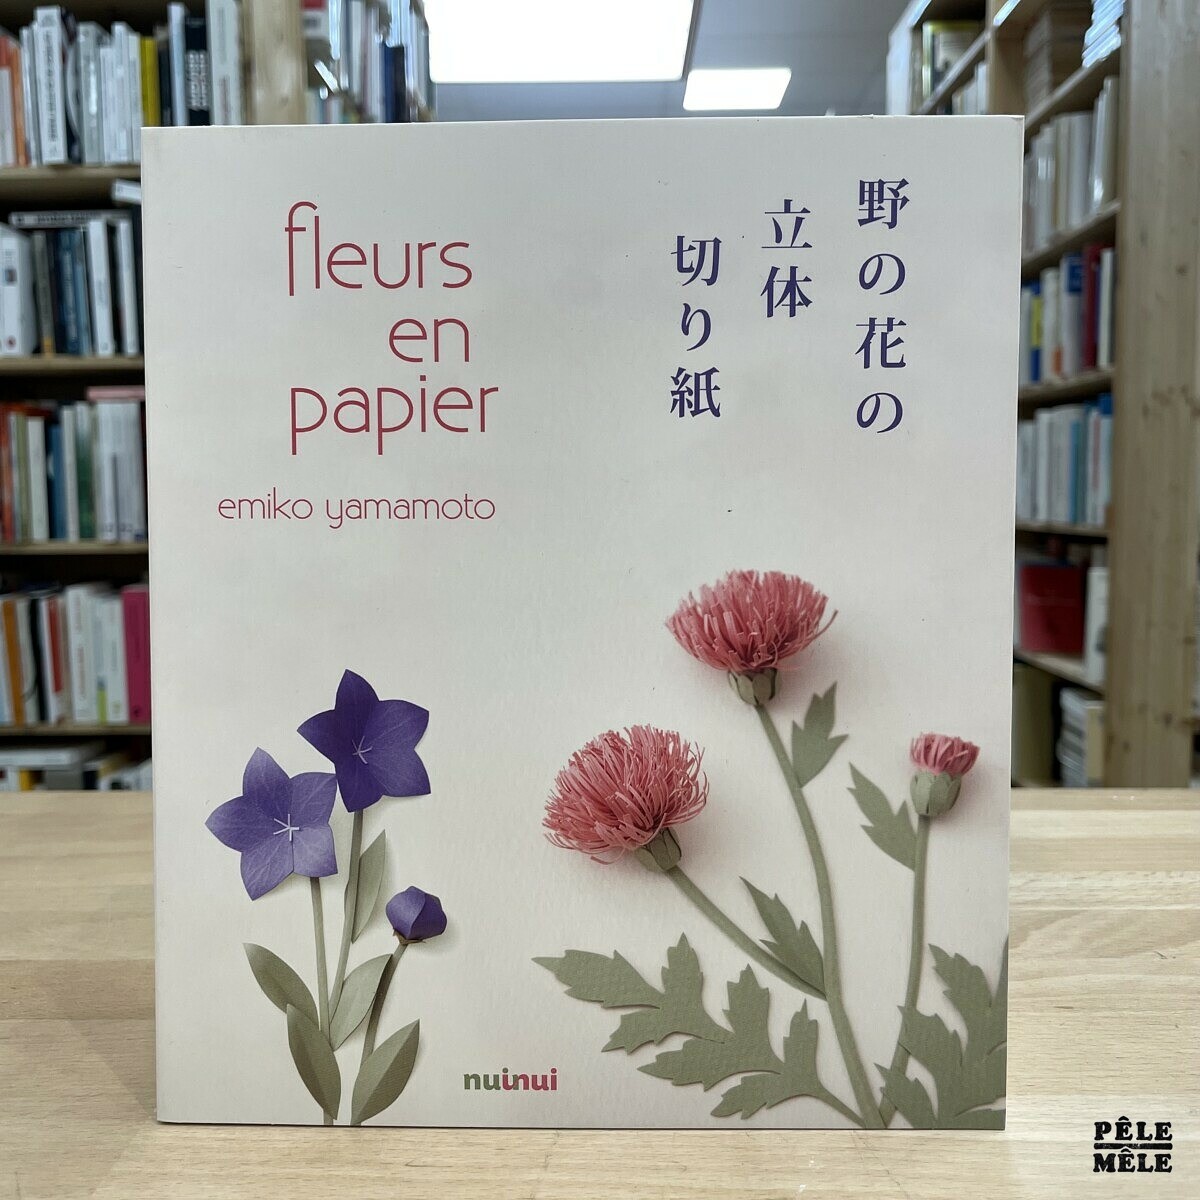 fleurs
en
papier
emiko yamamoto
野の花の
立体
切り紙
nuinui
PÊLE
MÊLE